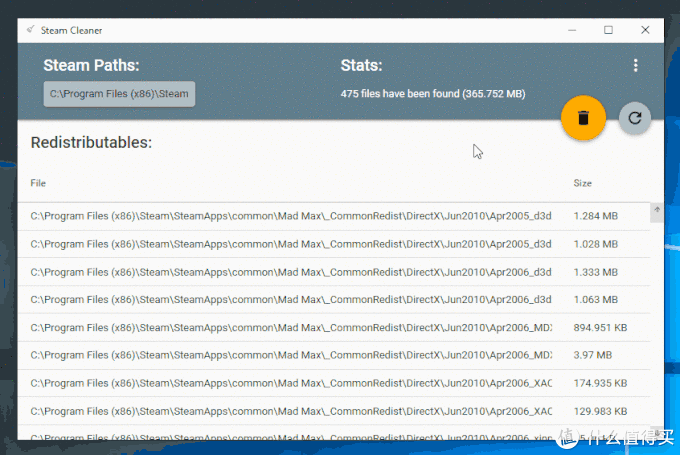 Steam Cleaner
Steam Paths:
Stats:
C:\Program Files (x86)\Steam
475 files have been found (365.752 MB)
Redistributables:
File Size
C:\Program Files (x86)\Steam\SteamApps\common\Mad Max\_CommonRedist\DirectX\Jun2010\Apr2005_d3d 1.284 MB
C:\Program Files (x86)\Steam\SteamApps\common\Mad Max\_CommonRedist\DirectX\Jun2010\Apr2005_d3d 1.028 MB
C:\Program Files (x86)\Steam\SteamApps\common\Mad Max\_CommonRedist\DirectX\Jun2010\Apr2006_d3d 1.333 MB
C:\Program Files (x86)\Steam\SteamApps\common\Mad Max\_CommonRedist\DirectX\Jun2010\Apr2006_d3d 1.063 MB
C:\Program Files (x86)\Steam\SteamApps\common\Mad Max\_CommonRedist\DirectX\Jun2010\Apr2006_MDX 894.951 KB
C:\Program Files (x86)\Steam\SteamApps\common\Mad Max\_CommonRedist\DirectX\Jun2010\Apr2006_MDX 3.97 MB
C:\Program Files (x86)\Steam\SteamApps\common\Mad Max\_CommonRedist\DirectX\Jun2010\Apr2006_XAC 174.935 KB
C:\Program Files (x86)\Steam\SteamApps\common\Mad Max\_CommonRedist\DirectX\Jun2010\Apr2006_XAC 129.983 KB
C:\Program Files (x86)\Steam\SteamApps\common\Mad Max\_CommonRedist\DirectX\Jun2010\Apr2006_xinp
值 什么值得买